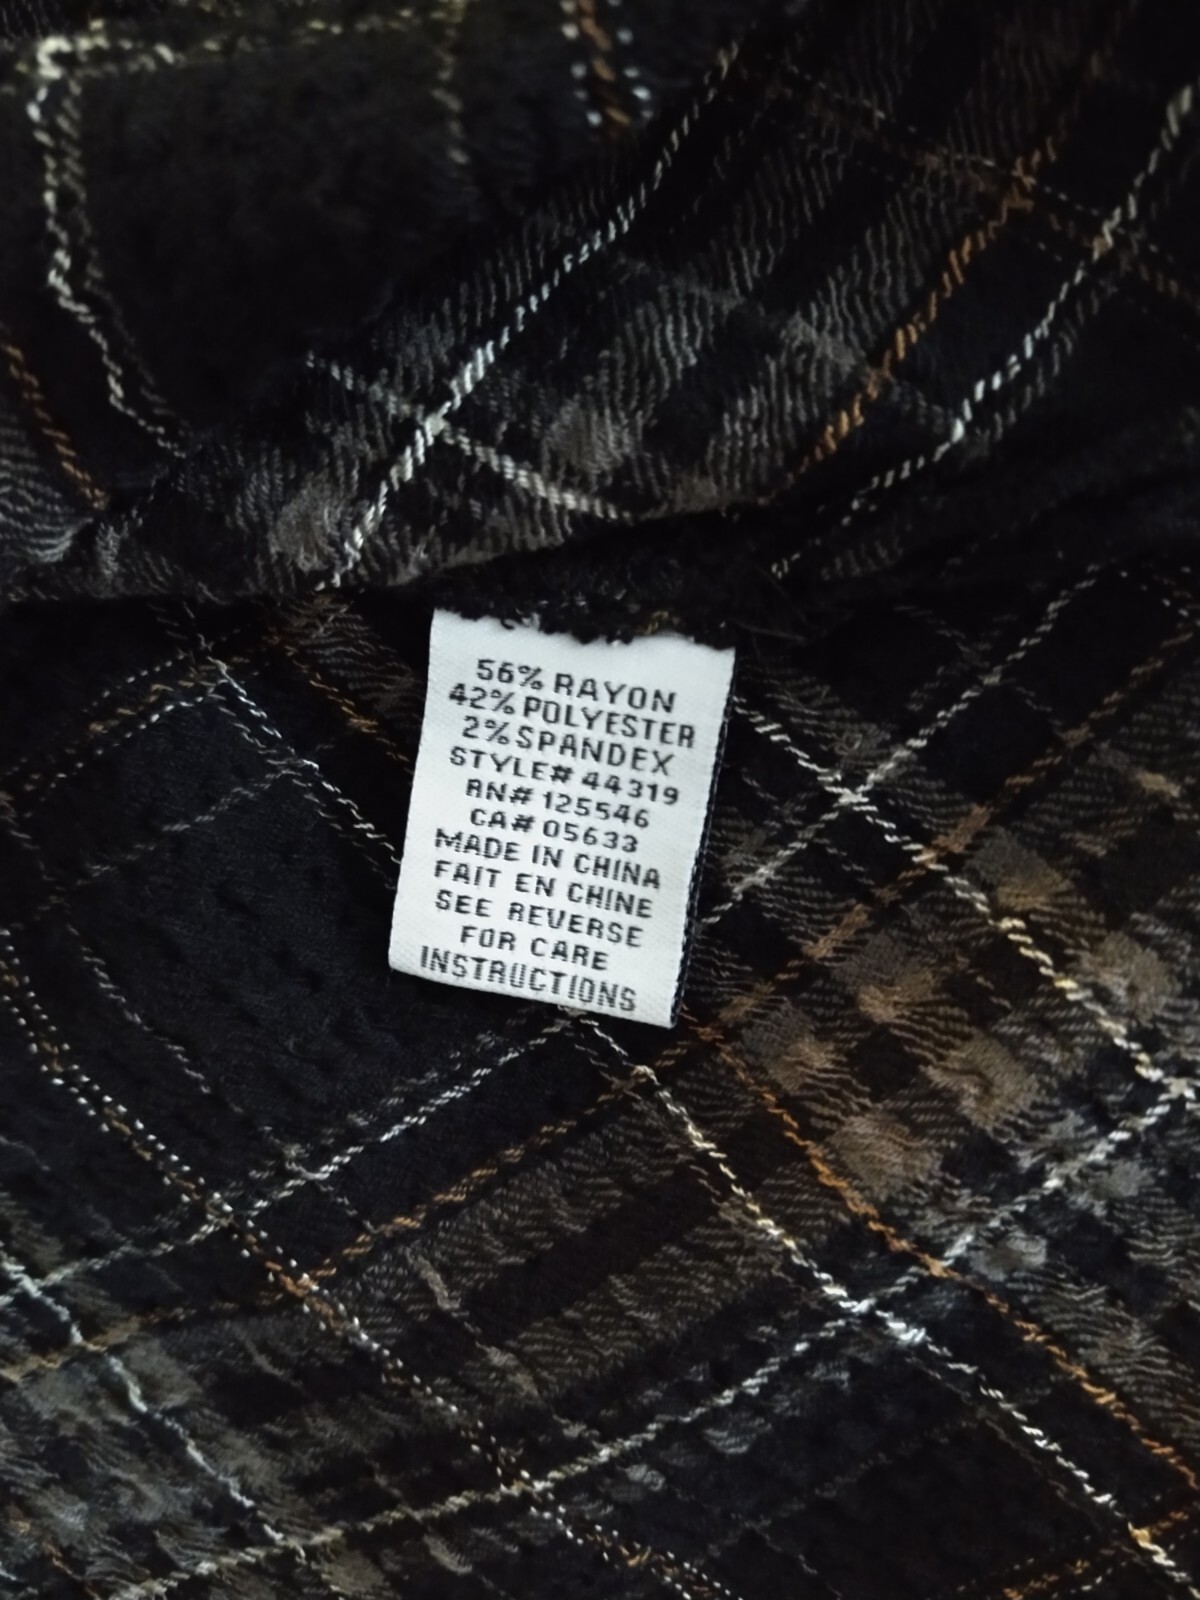 56% RAYON
42% POLYESTER
2% SPANDEX
STYLE# 44319
RN# 125546
CA# 05633
MADE IN CHINA
FAIT EN CHINE
SEE REVERSE
FOR CARE
INSTRUCTIONS